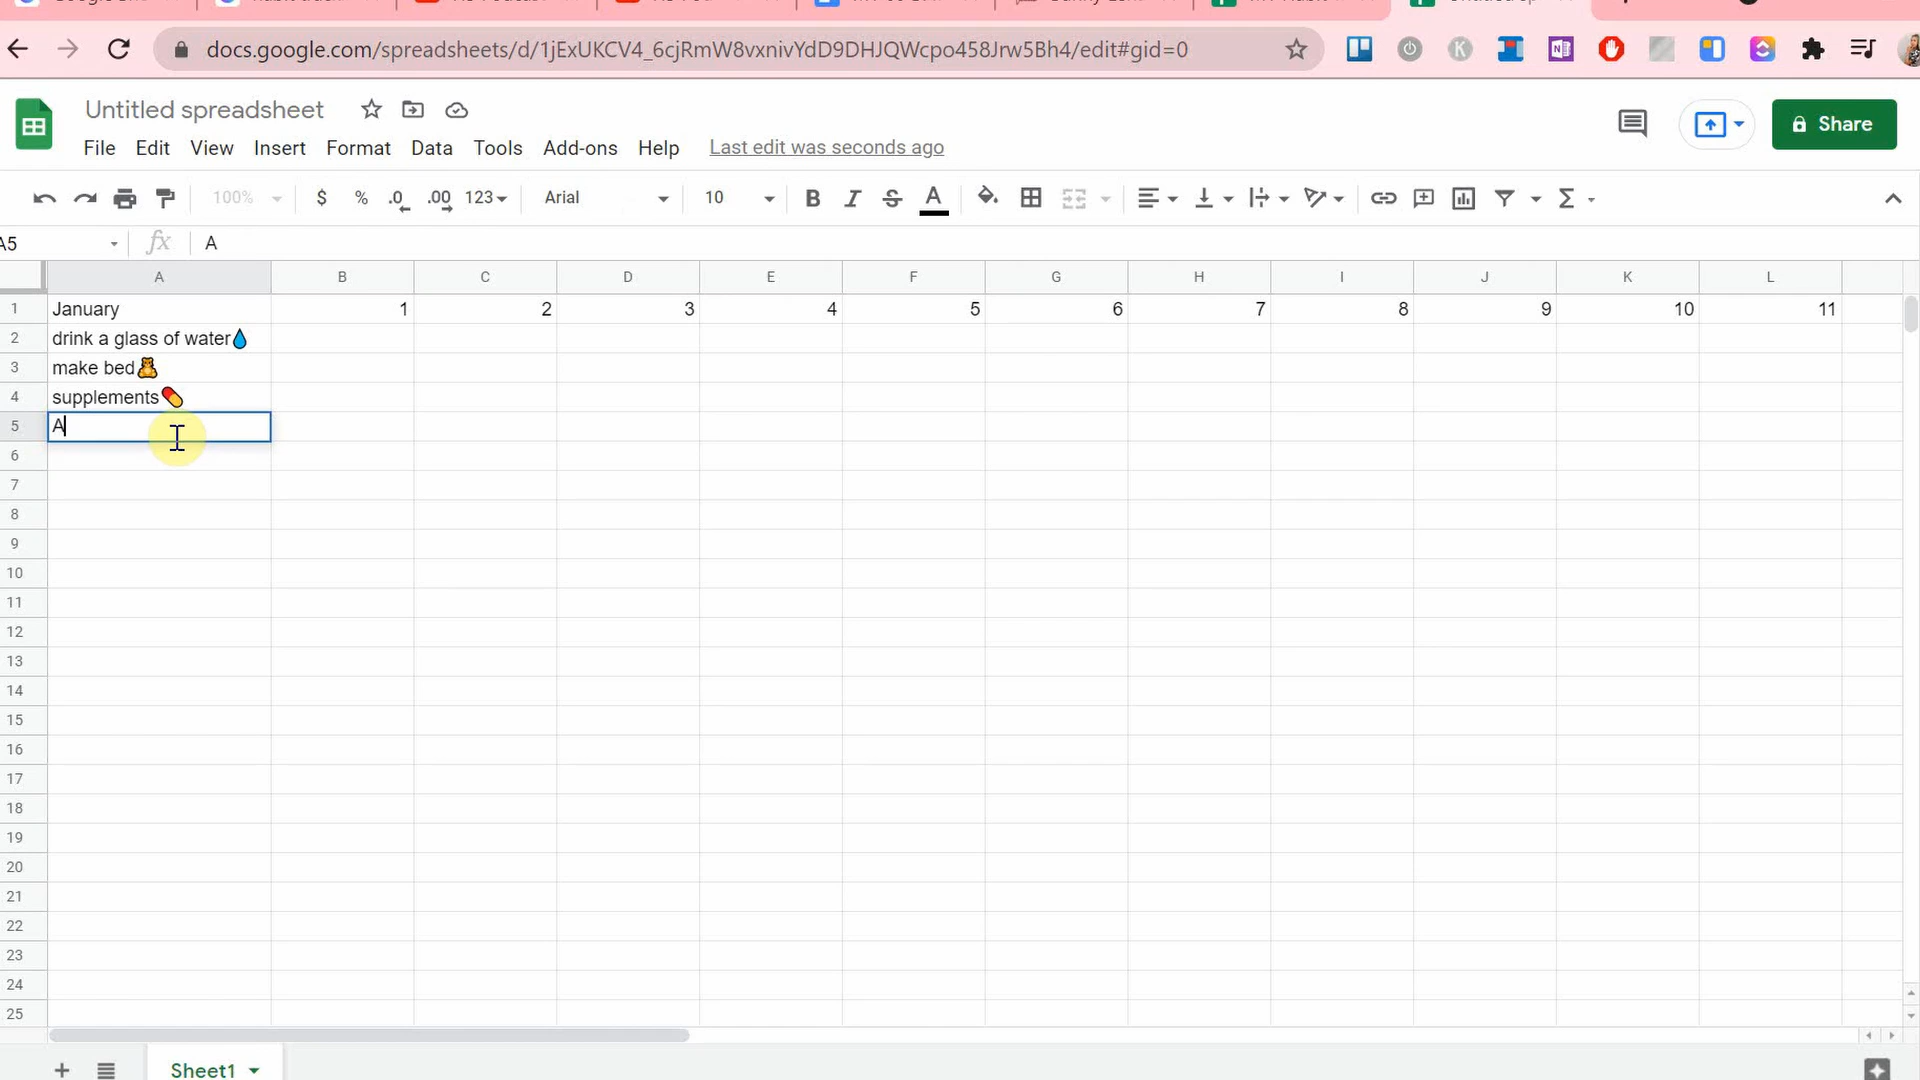 docs.google.com/spreadsheets/d/1jExUKCV4_6cjRmW8vxnivYdD9DHJQWcpo458Jrw5Bh4/edit#gid=0
Untitled spreadsheet
Share
File Edit View Insert Format Data Tools Add-ons Help Last edit was seconds ago
100% $ % .0 .00 123 Arial 10 B I S A Σ
A5 fx A
A B C D E F G H I J K L
1 January 1 2 3 4 5 6 7 8 9 10 11
2 drink a glass of water💧
3 make bed🧸
4 supplements💊
5 A
6
7
8
9
10
11
12
13
14
15
16
17
18
19
20
21
22
23
24
25
Sheet1